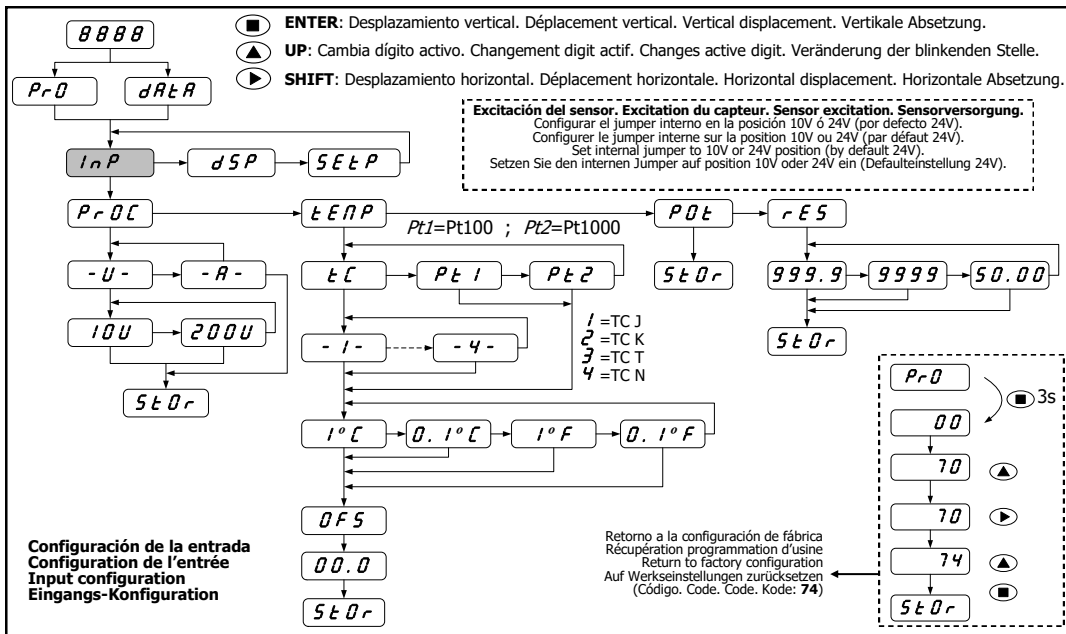 8888
ENTER: Desplazamiento vertical. Déplacement vertical. Vertical displacement. Vertikale Absetzung.
UP: Cambia dígito activo. Changement digit actif. Changes active digit. Veränderung der blinkenden Stelle.
SHIFT: Desplazamiento horizontal. Déplacement horizontale. Horizontal displacement. Horizontale Absetzung.
Pr0 dAtA
Excitación del sensor. Excitation du capteur. Sensor excitation. Sensorversorgung.
Configurar el jumper interno en la posición 10V ó 24V (por defecto 24V).
Configurer le jumper interne sur la position 10V ou 24V (par défaut 24V).
Set internal jumper to 10V or 24V position (by default 24V).
Setzen Sie den internen Jumper auf position 10V oder 24V ein (Defaulteinstellung 24V).
InP dSP SEtP
PrOC tEMP POt rES
Pt1=Pt100 ; Pt2=Pt1000
-U- -A- tC Pt1 Pt2 StOr 999.9 9999 50.00
10U 200U -1- -4-
1 =TC J
2 =TC K
3 =TC T
4 =TC N
StOr
StOr
1ºC 0.1ºC 1ºF 0.1ºF
OFS
00.0
StOr
Configuración de la entrada
Configuration de l'entrée
Input configuration
Eingangs-Konfiguration
Pr0
3s
00
70
70
74
StOr
Retorno a la configuración de fábrica
Récupération programmation d'usine
Return to factory configuration
Auf Werkseinstellungen zurücksetzen
(Código. Code. Code. Kode: 74)